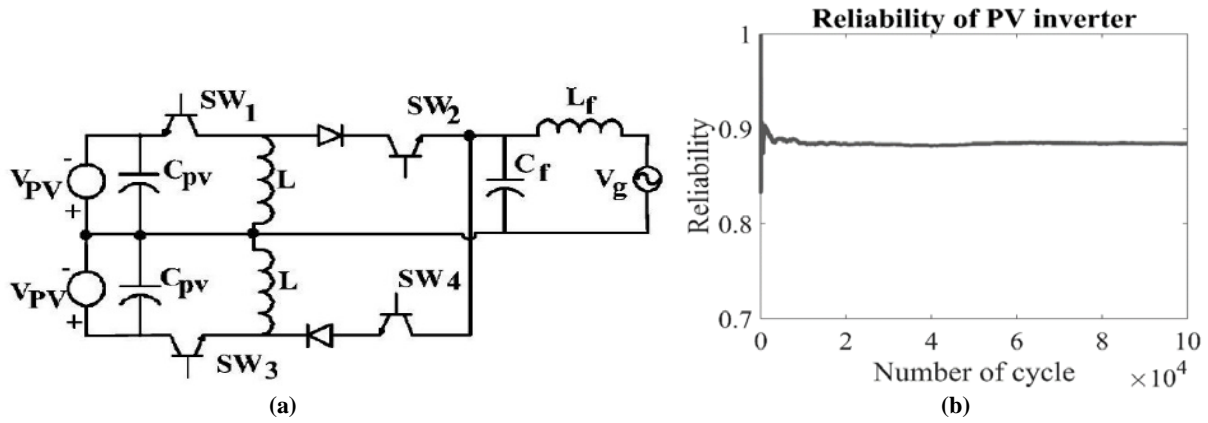 SW1
SW2
Lf
-
VPV
+
Cpv
L
Cf
Vg
-
VPV
+
Cpv
L
SW4
SW3
(a)
Reliability of PV inverter
Reliability
1
0.9
0.8
0.7
0 2 4 6 8 10
Number of cycle ×10^4
(b)